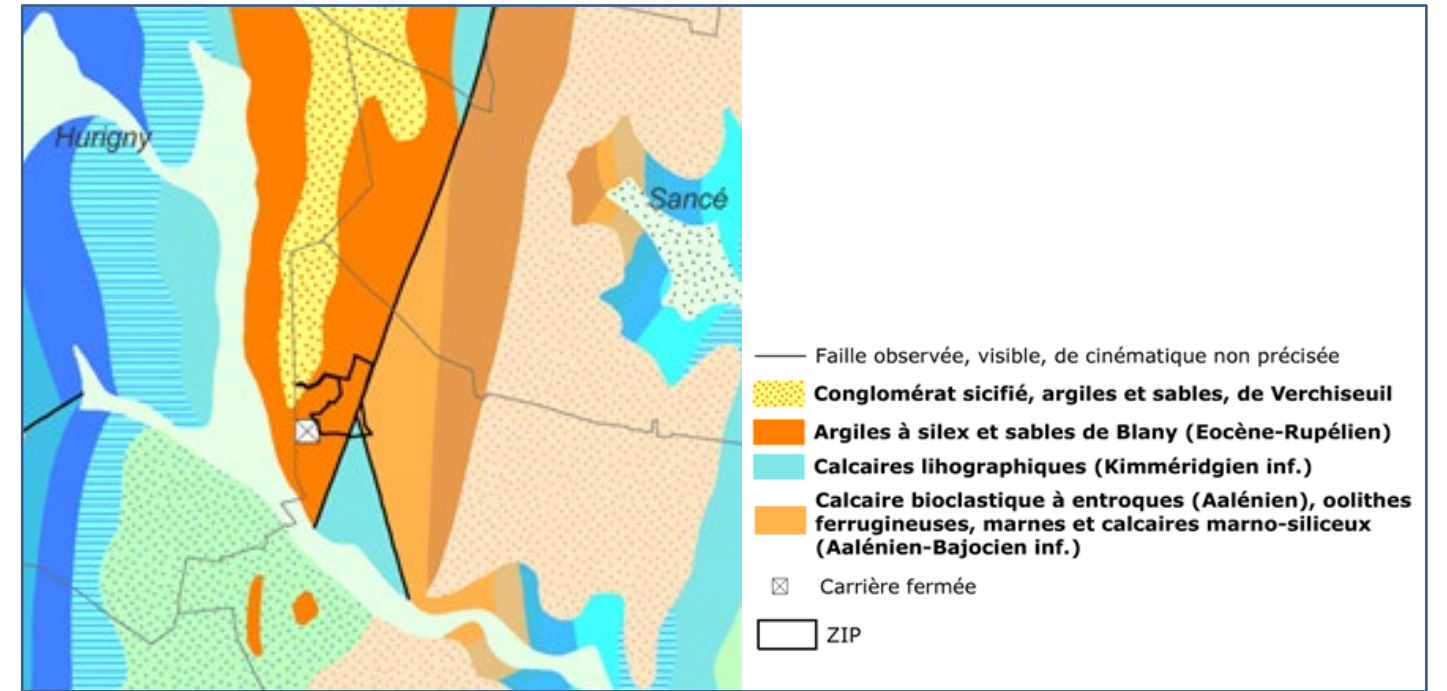 Hurigny
Sancé
Faille observée, visible, de cinématique non précisée
Conglomérat sicifié, argiles et sables, de Verchiseuil
Argiles à silex et sables de Blany (Eocène-Rupélien)
Calcaires lihographiques (Kimméridgien inf.)
Calcaire bioclastique à entroques (Aalénien), oolithes
ferrugineuses, marnes et calcaires marno-siliceux
(Aalénien-Bajocien inf.)
Carrière fermée
ZIP